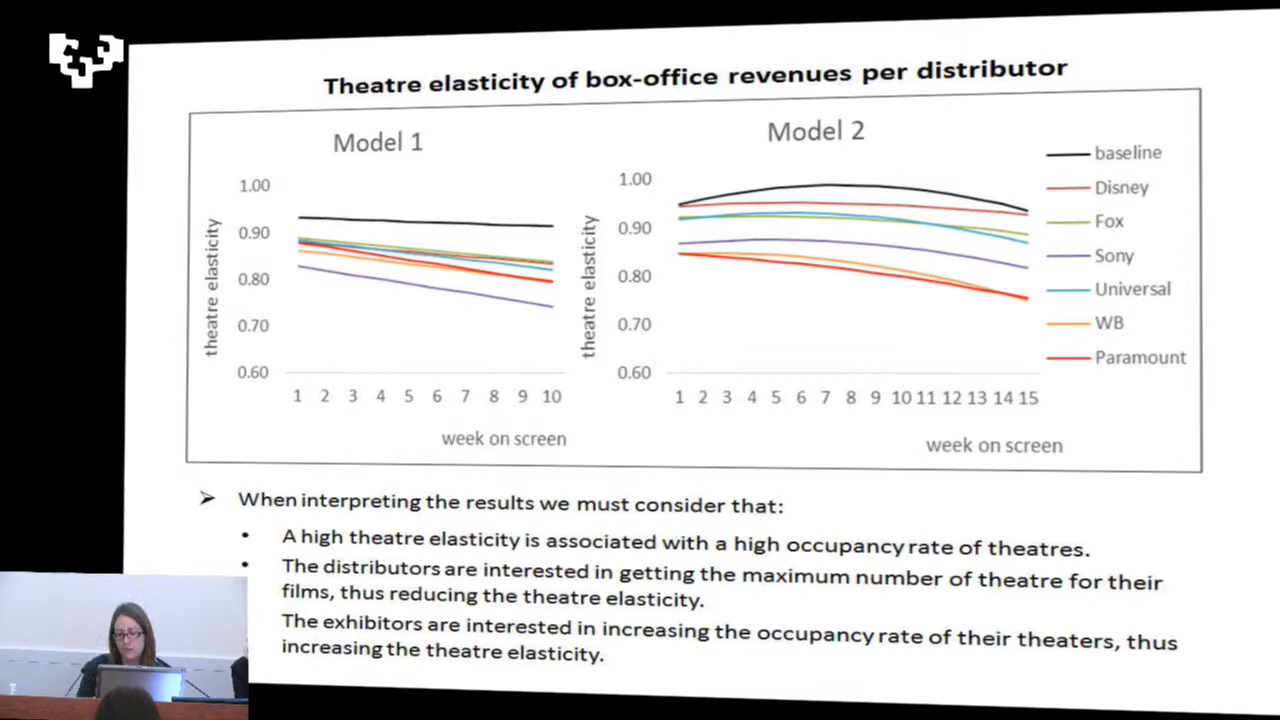 Theatre elasticity of box-office revenues per distributor
Model 1
theatre elasticity
1.00
0.90
0.80
0.70
0.60
1 2 3 4 5 6 7 8 9 10
week on screen
Model 2
theatre elasticity
1.00
0.90
0.80
0.70
0.60
1 2 3 4 5 6 7 8 9 10 11 12 13 14 15
week on screen
baseline
Disney
Fox
Sony
Universal
WB
Paramount
➢ When interpreting the results we must consider that:
• A high theatre elasticity is associated with a high occupancy rate of theatres.
• The distributors are interested in getting the maximum number of theatre for their
films, thus reducing the theatre elasticity.
The exhibitors are interested in increasing the occupancy rate of their theaters, thus
increasing the theatre elasticity.